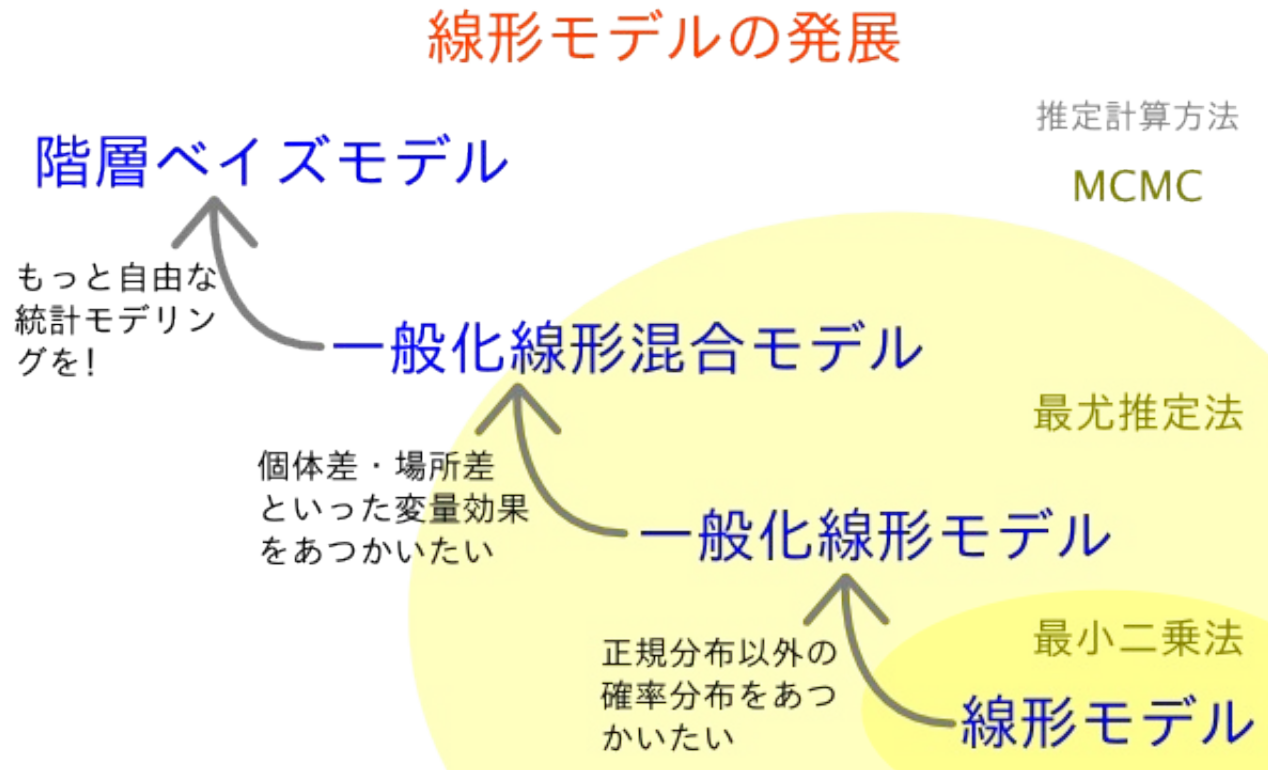 線形モデルの発展
推定計算方法
階層ベイズモデル
MCMC
もっと自由な
統計モデリン
グを!
一般化線形混合モデル
最尤推定法
個体差・場所差
といった変量効果
をあつかいたい
一般化線形モデル
最小二乗法
正規分布以外の
確率分布をあつ
かいたい
線形モデル